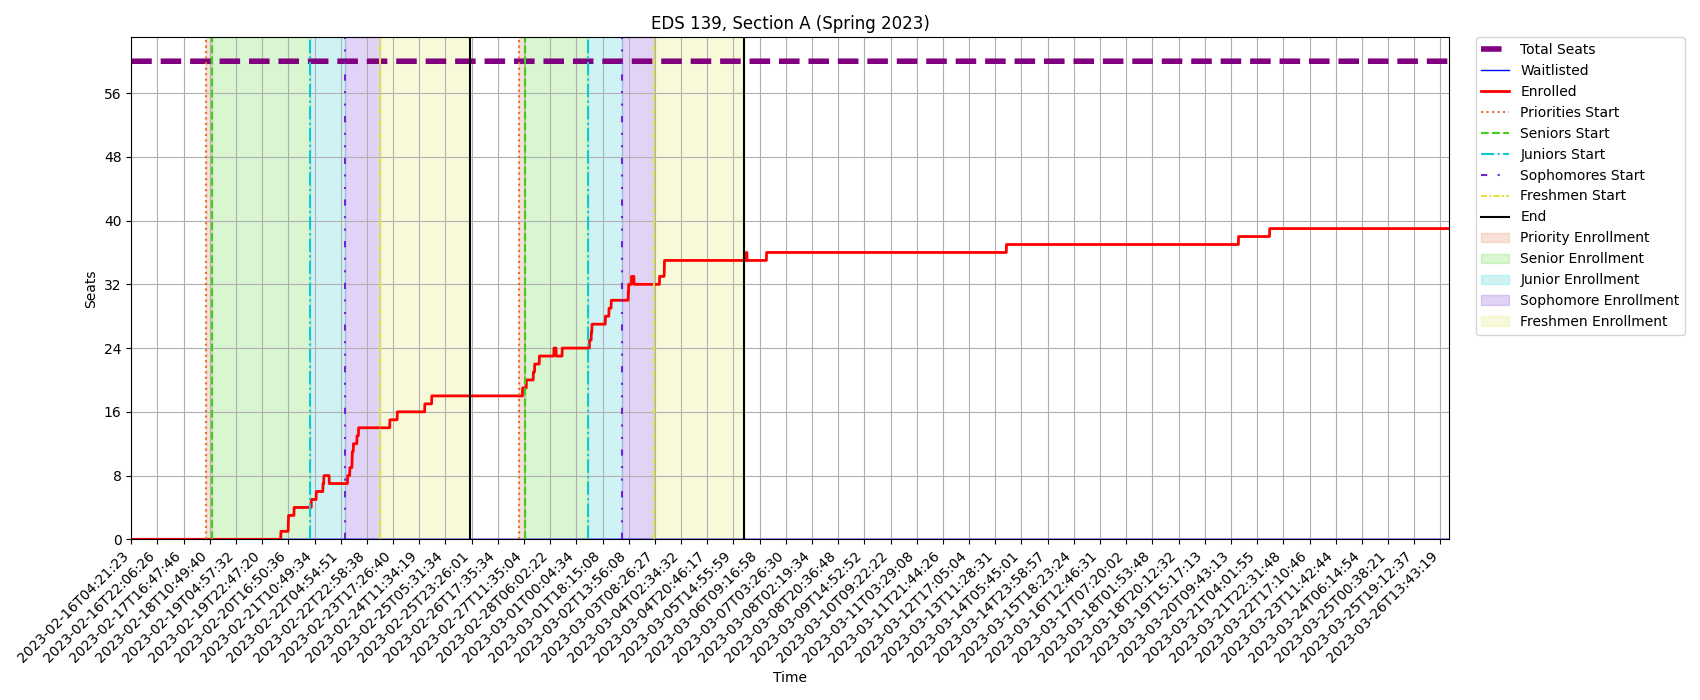 EDS 139, Section A (Spring 2023)
Total Seats
Waitlisted
Enrolled
Priorities Start
Seniors Start
Juniors Start
Sophomores Start
Freshmen Start
End
Priority Enrollment
Senior Enrollment
Junior Enrollment
Sophomore Enrollment
Freshmen Enrollment
Seats
56
48
40
32
24
16
8
0
2023-02-16T04:21:23
2023-02-16T22:06:26
2023-02-17T16:47:46
2023-02-18T10:49:40
2023-02-19T04:57:32
2023-02-19T22:47:20
2023-02-20T16:50:36
2023-02-21T10:49:34
2023-02-22T04:54:51
2023-02-22T22:58:38
2023-02-23T17:26:40
2023-02-24T11:34:19
2023-02-25T05:31:34
2023-02-25T23:26:01
2023-02-26T17:35:34
2023-02-27T11:35:04
2023-02-28T06:02:22
2023-03-01T00:04:34
2023-03-01T18:15:08
2023-03-02T13:56:08
2023-03-03T08:26:27
2023-03-04T02:34:32
2023-03-04T20:46:17
2023-03-05T14:55:59
2023-03-06T09:16:58
2023-03-07T03:26:30
2023-03-08T02:19:34
2023-03-08T20:36:48
2023-03-09T14:52:52
2023-03-10T09:22:22
2023-03-11T03:29:08
2023-03-11T21:44:26
2023-03-12T17:05:04
2023-03-13T11:28:31
2023-03-14T05:45:01
2023-03-14T23:58:57
2023-03-15T18:23:24
2023-03-16T12:46:31
2023-03-17T07:20:02
2023-03-18T01:53:48
2023-03-18T20:12:32
2023-03-19T15:17:13
2023-03-20T09:43:13
2023-03-21T04:01:55
2023-03-21T22:31:48
2023-03-22T17:10:46
2023-03-23T11:42:44
2023-03-24T06:14:54
2023-03-25T00:38:21
2023-03-25T19:12:37
2023-03-26T13:43:19
Time